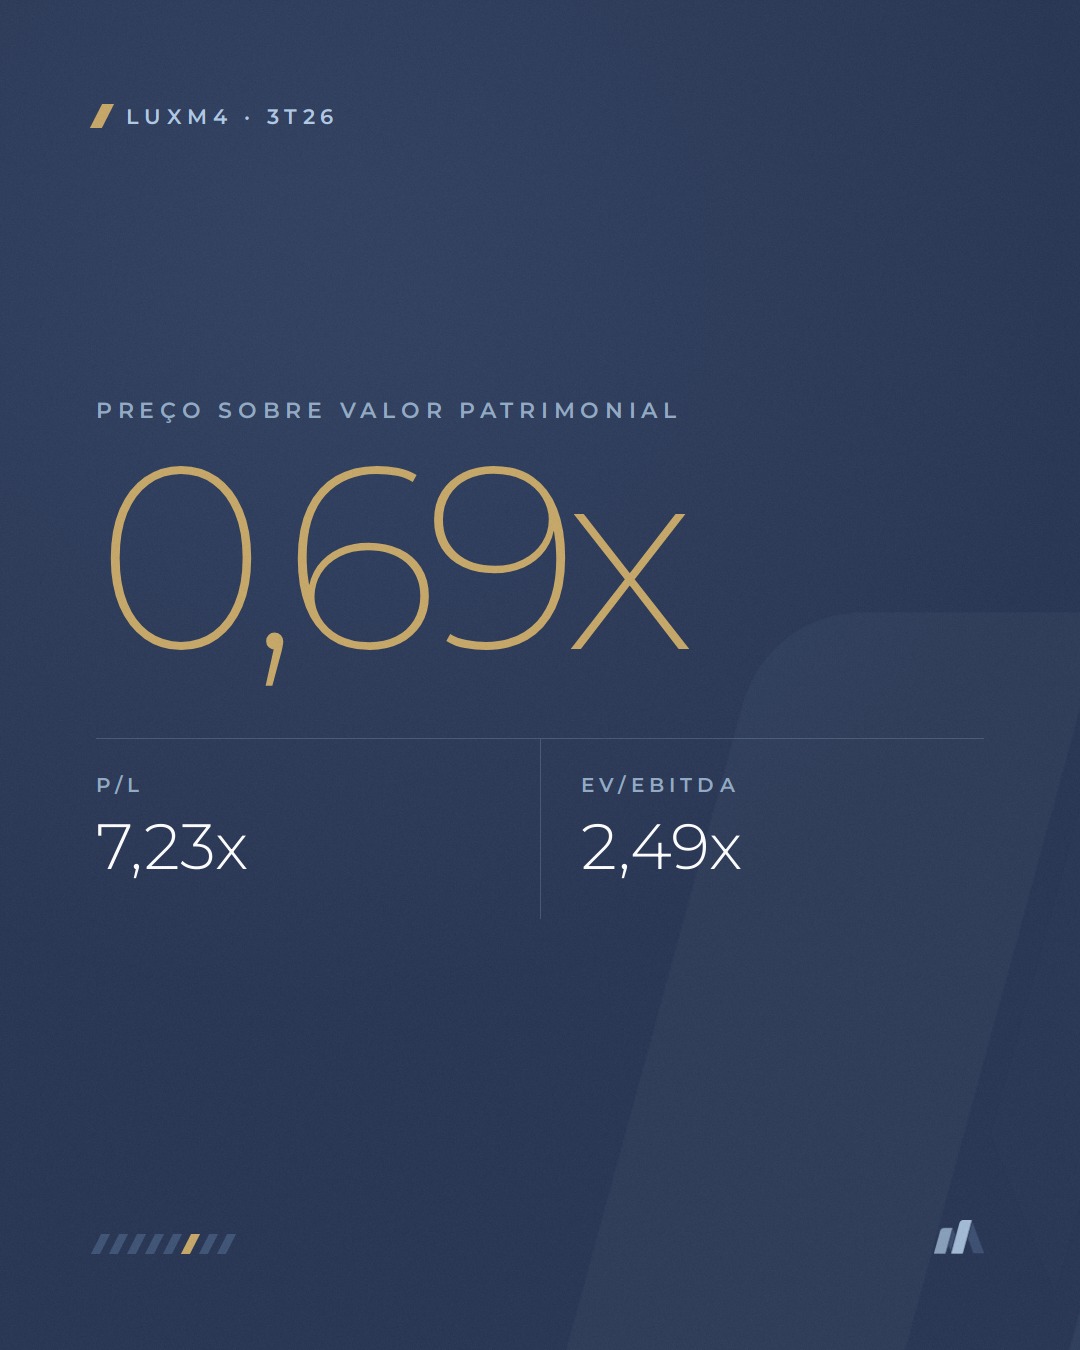 LUXM4 · 3T26
PREÇO SOBRE VALOR PATRIMONIAL
0,69x
P/L
7,23x
EV/EBITDA
2,49x